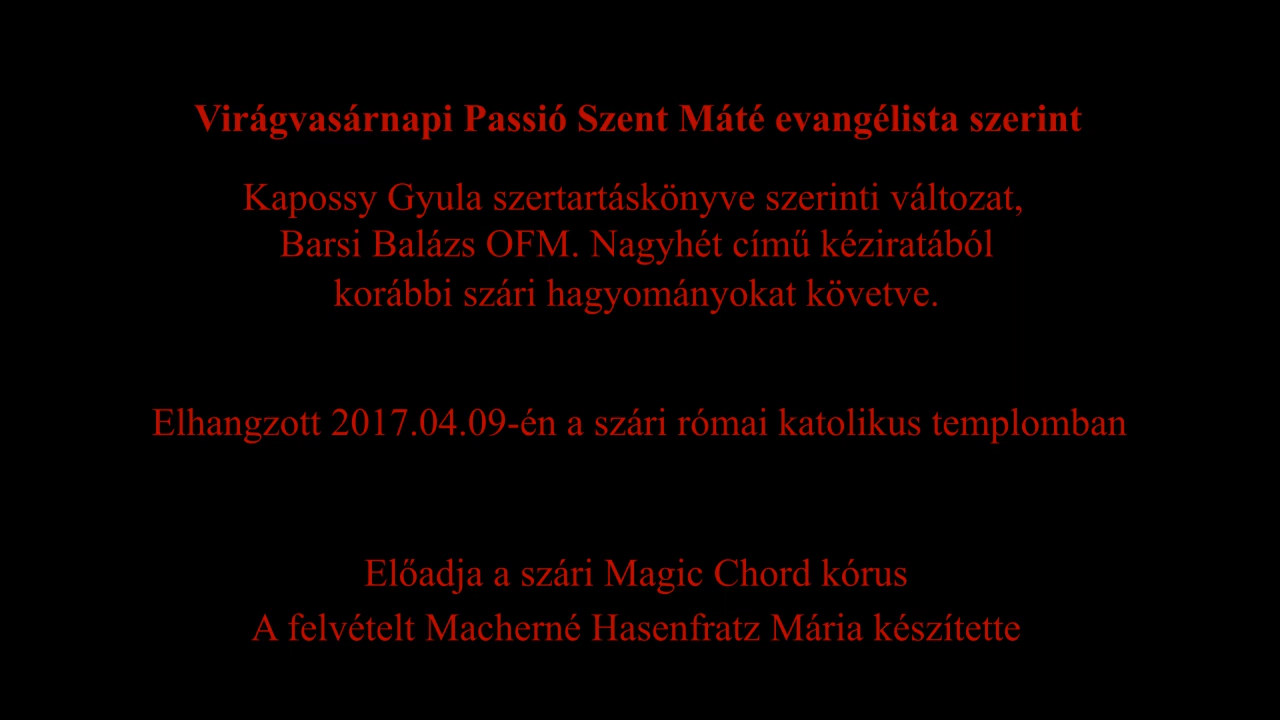 Virágvasárnapi Passió Szent Máté evangélista szerint
Kapossy Gyula szertartáskönyve szerinti változat,
Barsi Balázs OFM. Nagyhét című kéziratából
korábbi szári hagyományokat követve.
Elhangzott 2017.04.09-én a szári római katolikus templomban
Előadja a szári Magic Chord kórus
A felvételt Macherné Hasenfratz Mária készítette